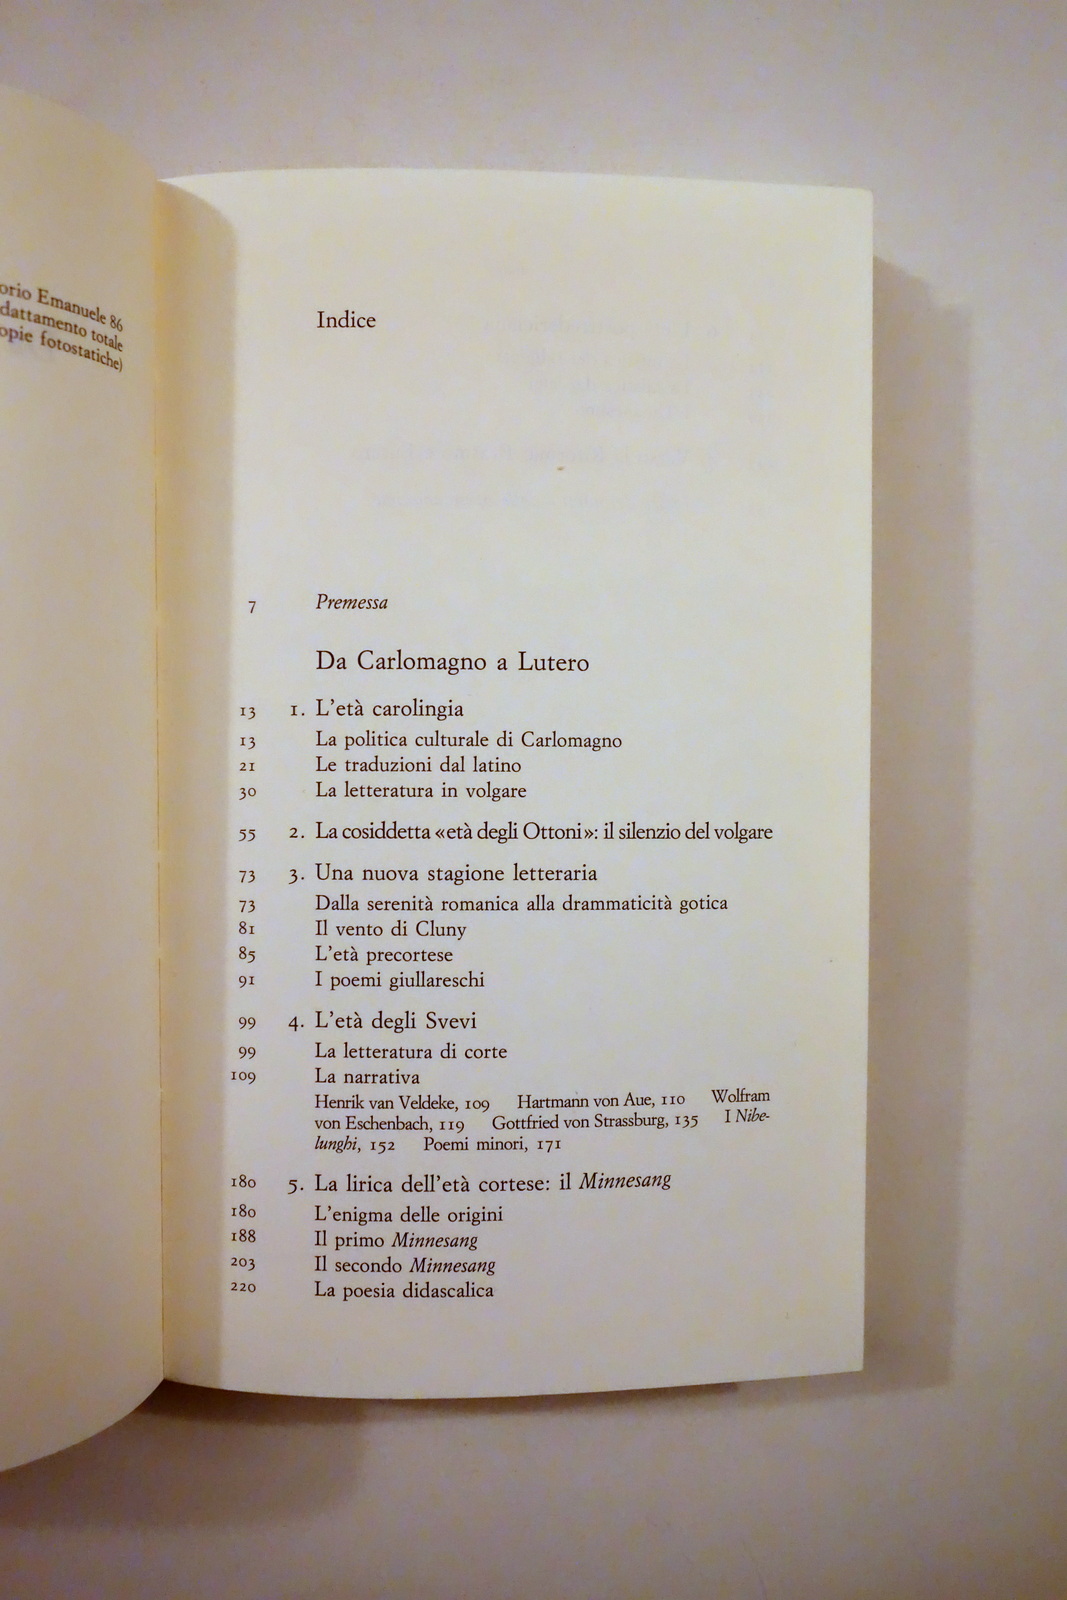 orio Emanuele 86
dattamento totale
opie fotostatiche)
Indice
7 Premessa
Da Carlomagno a Lutero
13 1. L'età carolingia
13 La politica culturale di Carlomagno
21 Le traduzioni dal latino
30 La letteratura in volgare
55 2. La cosiddetta «età degli Ottoni»: il silenzio del volgare
73 3. Una nuova stagione letteraria
73 Dalla serenità romanica alla drammaticità gotica
81 Il vento di Cluny
85 L'età precortese
91 I poemi giullareschi
99 4. L'età degli Svevi
99 La letteratura di corte
109 La narrativa
Henrik van Veldeke, 109 Hartmann von Aue, 110 Wolfram
von Eschenbach, 119 Gottfried von Strassburg, 135 I Nibe-
lunghi, 152 Poemi minori, 171
180 5. La lirica dell'età cortese: il Minnesang
180 L'enigma delle origini
188 Il primo Minnesang
203 Il secondo Minnesang
220 La poesia didascalica